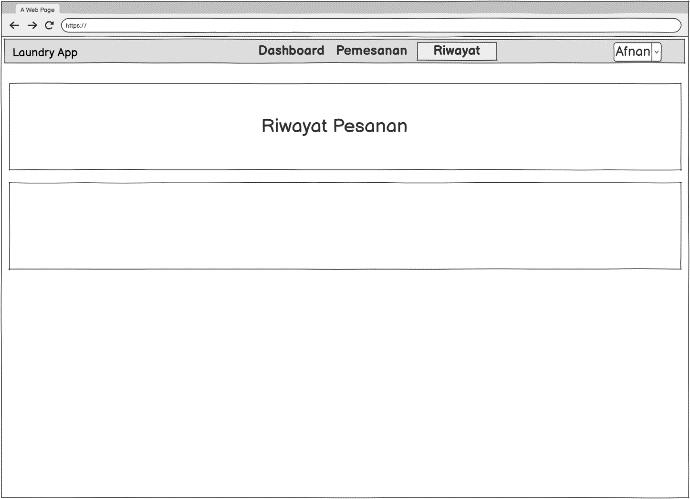 A Web Page
https://
Laundry App
Dashboard Pemesanan Riwayat
Afnan
Riwayat Pesanan